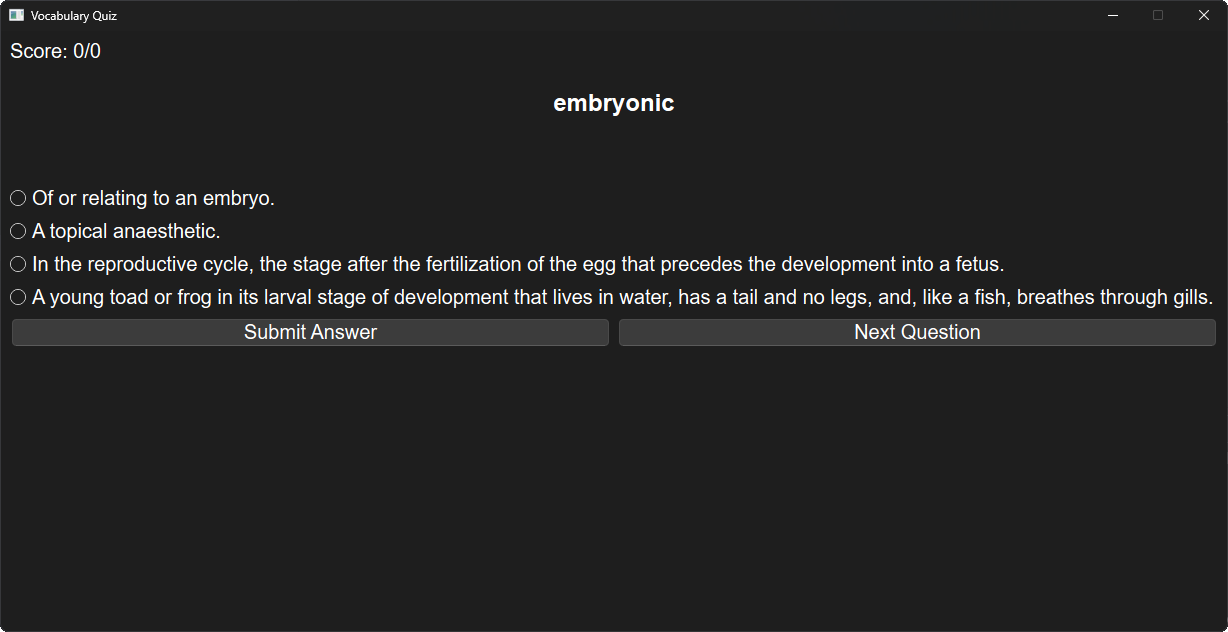 Vocabulary Quiz
Score: 0/0
embryonic
Of or relating to an embryo.
A topical anaesthetic.
In the reproductive cycle, the stage after the fertilization of the egg that precedes the development into a fetus.
A young toad or frog in its larval stage of development that lives in water, has a tail and no legs, and, like a fish, breathes through gills.
Submit Answer
Next Question